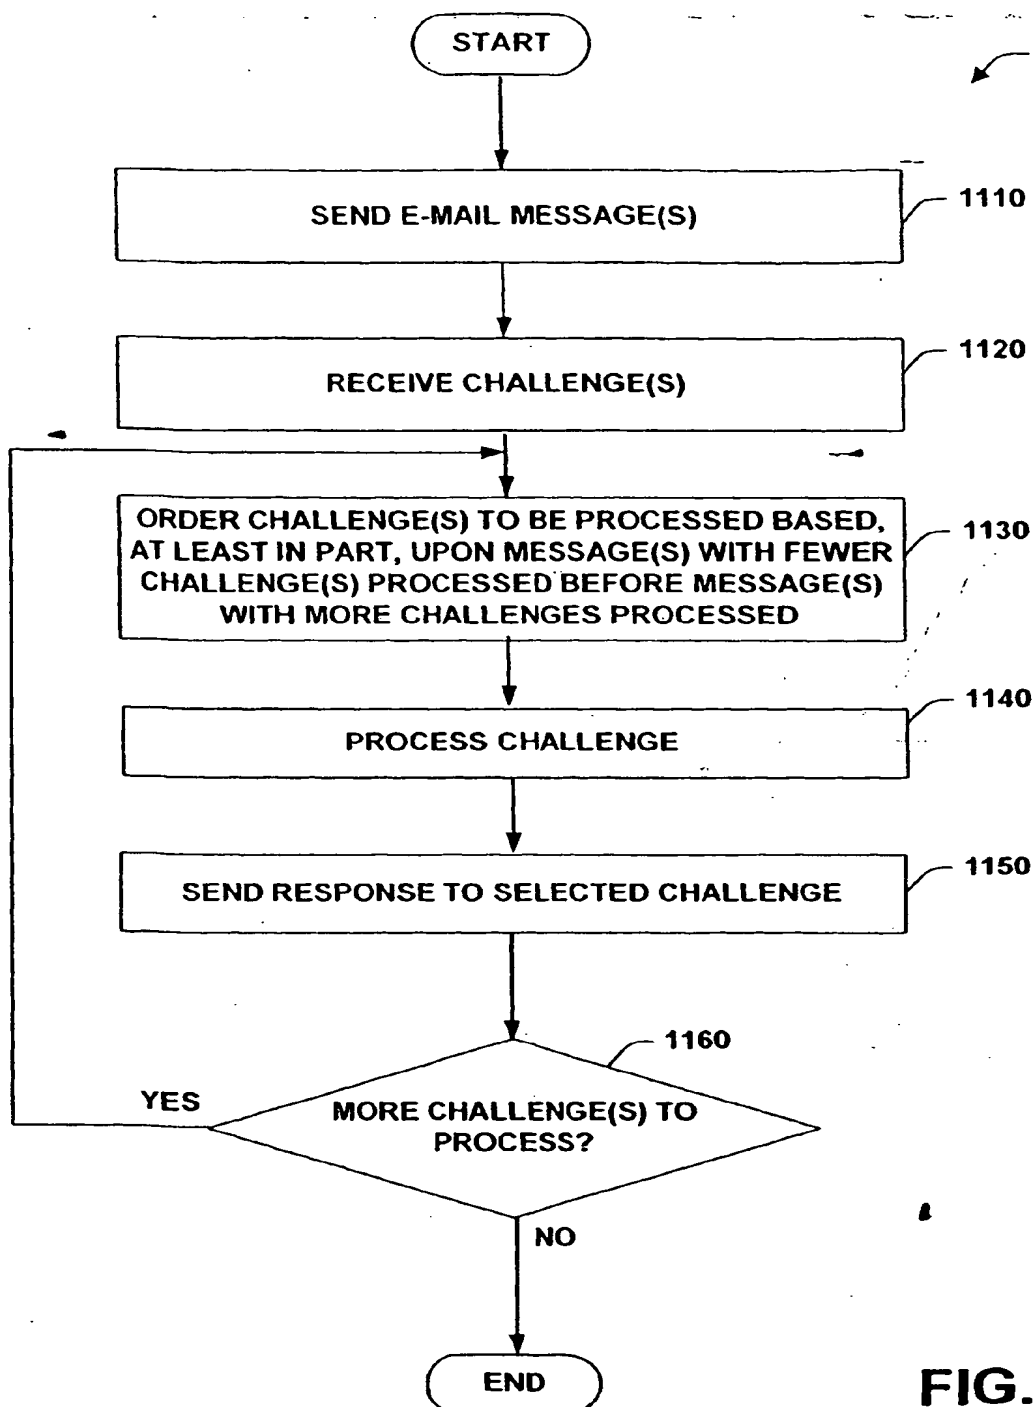 START
SEND E-MAIL MESSAGE(S)
1110
RECEIVE CHALLENGE(S)
1120
ORDER CHALLENGE(S) TO BE PROCESSED BASED,
AT LEAST IN PART, UPON MESSAGE(S) WITH FEWER
CHALLENGE(S) PROCESSED BEFORE MESSAGE(S)
WITH MORE CHALLENGES PROCESSED
1130
PROCESS CHALLENGE
1140
SEND RESPONSE TO SELECTED CHALLENGE
1150
1160
MORE CHALLENGE(S) TO
PROCESS?
YES
NO
END
FIG.